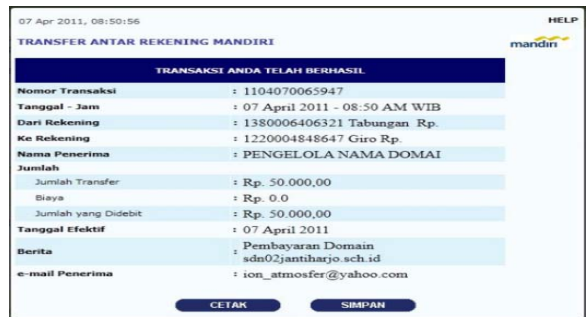 07 Apr 2011, 08:50:56 HELP
TRANSFER ANTAR REKENING MANDIRI mandiri
TRANSAKSI ANDA TELAH BERHASIL
Nomor Transaksi : 1104070065947
Tanggal - Jam : 07 April 2011 - 08:50 AM WIB
Dari Rekening : 1380006406321 Tabungan Rp.
Ke Rekening : 1220004848647 Giro Rp.
Nama Penerima : PENGELOLA NAMA DOMAI
Jumlah
Jumlah Transfer : Rp. 50.000,00
Biaya : Rp. 0.0
Jumlah yang Didebit : Rp. 50.000,00
Tanggal Efektif : 07 April 2011
Berita : Pembayaran Domain
sdn02jantiharjo.sch.id
e-mail Penerima : ion_atmosfer@yahoo.com
CETAK SIMPAN